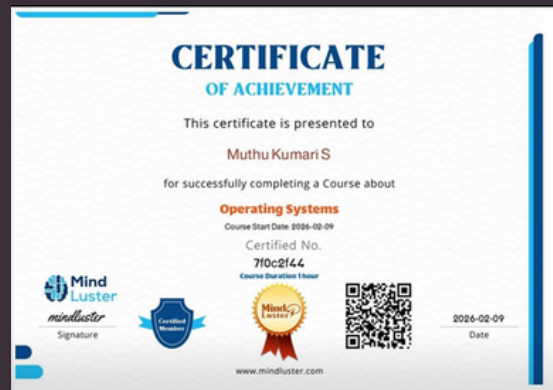 CERTIFICATE
OF ACHIEVEMENT
This certificate is presented to
Muthu Kumari S
for successfully completing a Course about
Operating Systems
Course Start Date: 2026-02-09
Certified No.
7f0c2f44
Course Duration 1 hour
Mind
Luster
mindluster
Signature
Certified
Member
Mind
Luster
2026-02-09
Date
www.mindluster.com